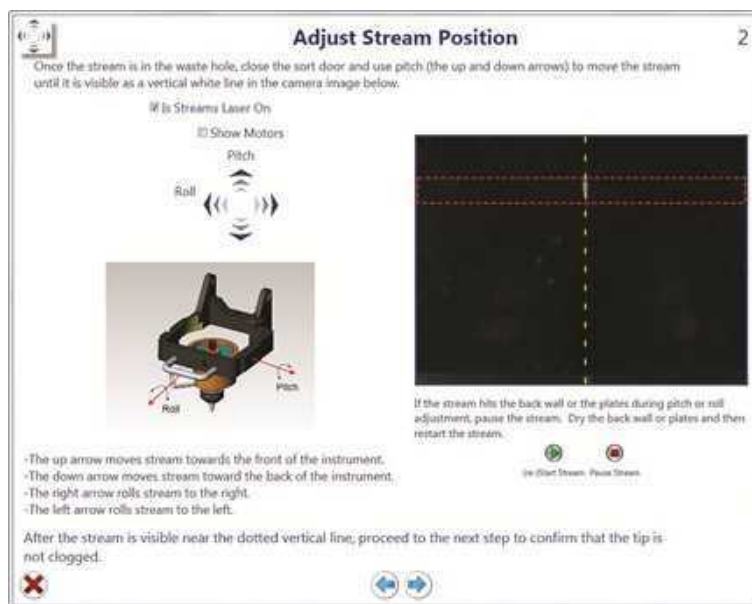 Adjust Stream Position
2
Once the stream is in the waste hole, close the sort door and use pitch (the up and down arrows) to move the stream
until it is visible as a vertical white line in the camera image below.
Is Streams Laser On
Show Motors
Pitch
Roll
Pitch
Roll
If the stream hits the back wall or the plates during pitch or roll
adjustment, pause the stream. Dry the back wall or plates and then
restart the stream.
Start Stream Pause Stream
-The up arrow moves stream towards the front of the instrument.
-The down arrow moves stream toward the back of the instrument.
-The right arrow rolls stream to the right.
-The left arrow rolls stream to the left.
After the stream is visible near the dotted vertical line, proceed to the next step to confirm that the tip is
not clogged.